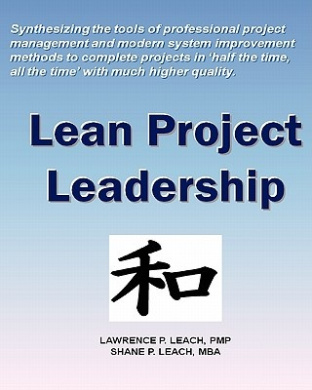 Synthesizing the tools of professional project
management and modern system improvement
methods to complete projects in 'half the time,
all the time' with much higher quality.
Lean Project
Leadership
和
LAWRENCE P. LEACH, PMP
SHANE P. LEACH, MBA